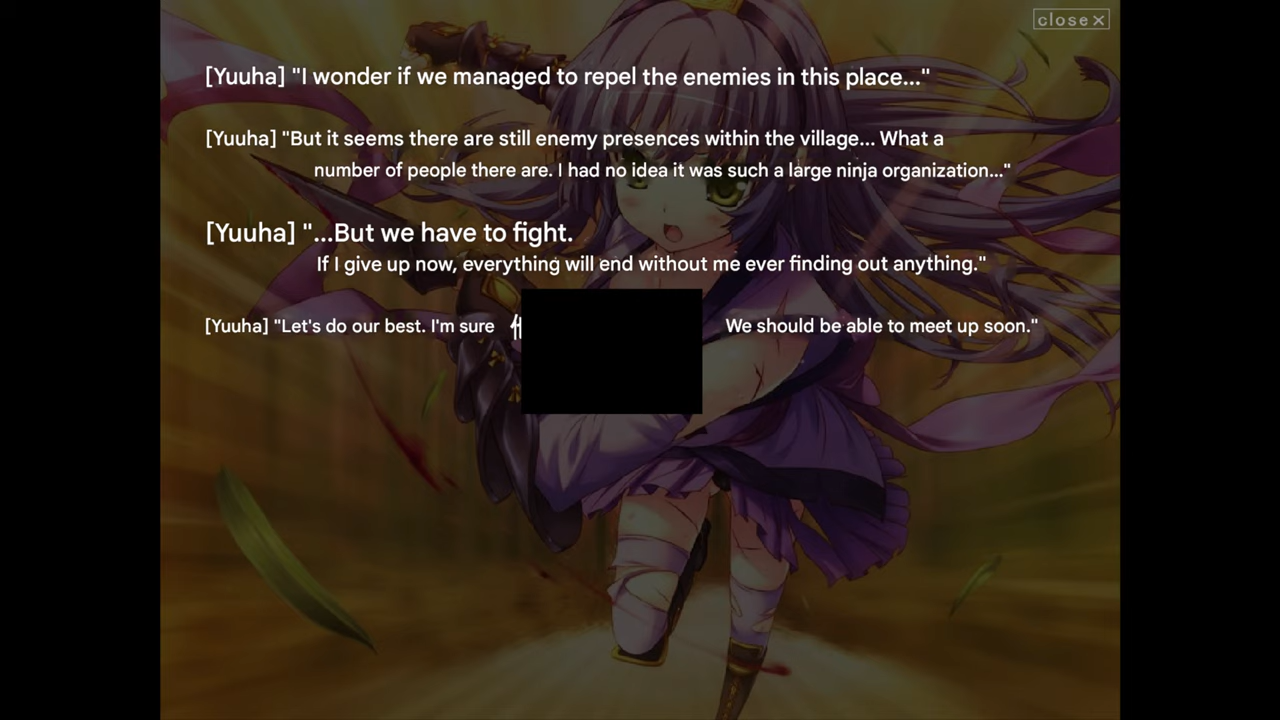 close×
[Yuuha] "I wonder if we managed to repel the enemies in this place..."
[Yuuha] "But it seems there are still enemy presences within the village... What a
number of people there are. I had no idea it was such a large ninja organization..."
[Yuuha] "...But we have to fight.
If I give up now, everything will end without me ever finding out anything."
[Yuuha] "Let's do our best. I'm sure We should be able to meet up soon."